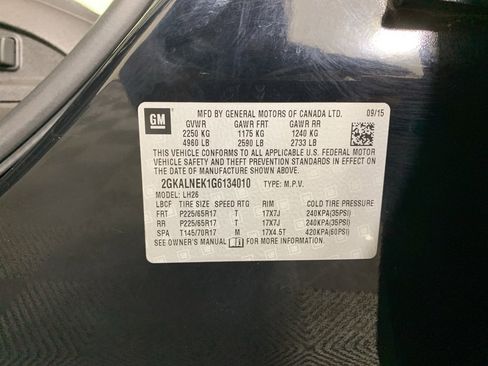 GM MFD BY GENERAL MOTORS OF CANADA LTD. 09/15
GVWR GAWR FRT GAWR RR
2250 KG 1175 KG 1240 KG
4960 LB 2590 LB 2733 LB
THIS VEHICLE CONFORMS TO ALL APPLICABLE U.S. FEDERAL MOTOR
VEHICLE SAFETY, BUMPER, AND THEFT PREVENTION STANDARDS IN EFFECT
ON THE DATE OF MANUFACTURE SHOWN ABOVE.
2GKALNEK1G6134010 TYPE: M.P.V.
MODEL: LH26
LBCF TIRE SIZE SPEED RTG RIM COLD TIRE PRESSURE
FRT P225/65R17 T 17X7J 240KPA(35PSI)
RR P225/65R17 T 17X7J 240KPA(35PSI)
SPA T145/70R17 M 17X4.5T 420KPA(60PSI)
SEE OWNER'S MANUAL FOR MORE INFORMATION.